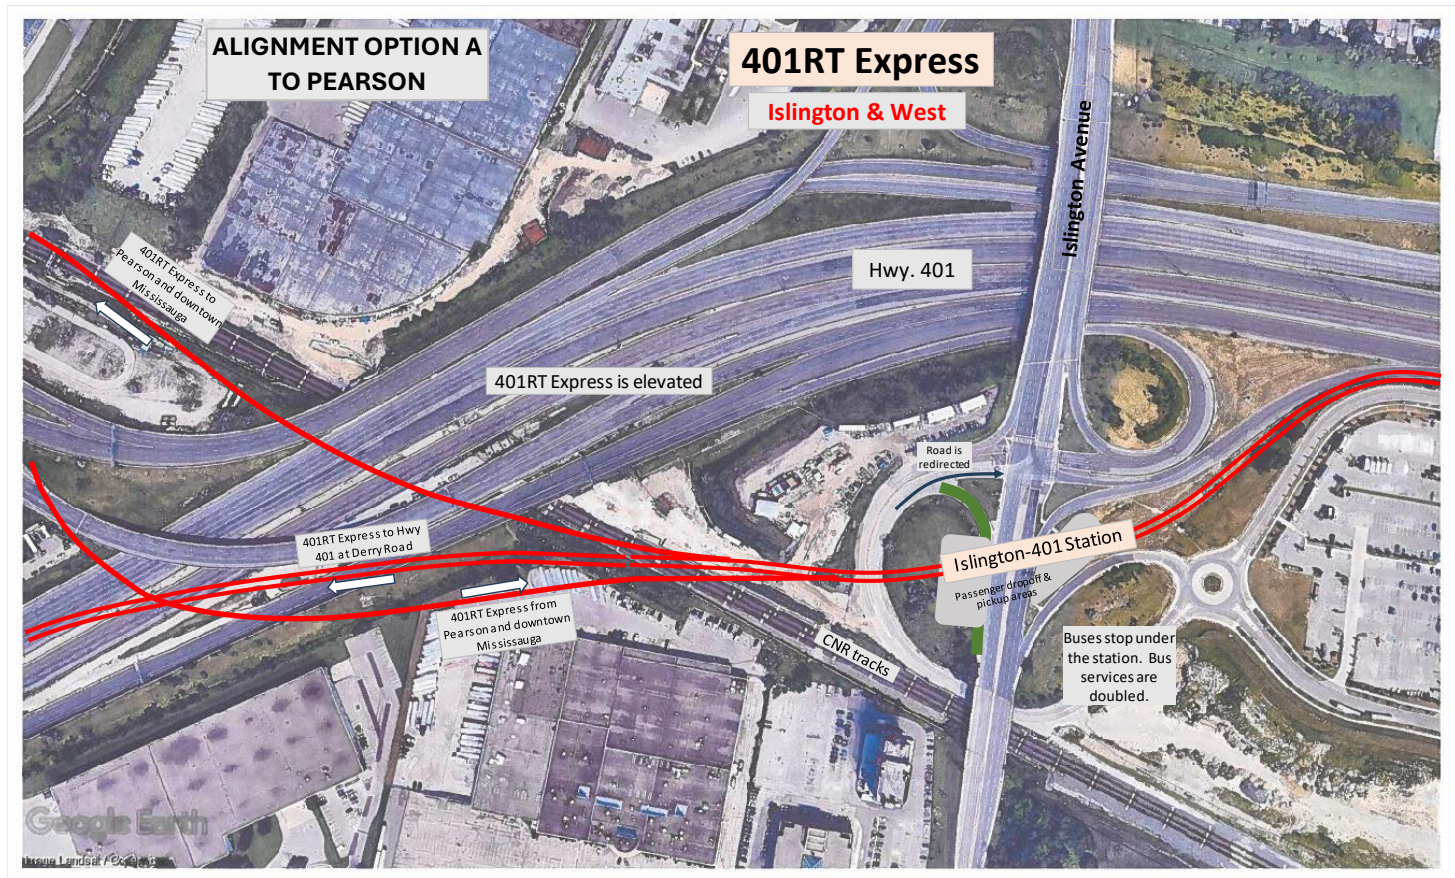 ALIGNMENT OPTION A
TO PEARSON
401RT Express
Islington & West
Islington Avenue
Hwy. 401
401RT Express to
Pearson and downtown
Mississauga
401RT Express is elevated
Road is
redirected
401RT Express to Hwy
401 at Derry Road
Islington-401 Station
Passenger dropoff &
pickup areas
401RT Express from
Pearson and downtown
Mississauga
CNR tracks
Buses stop under
the station. Bus
services are
doubled.
Google Earth
Image Landsat /